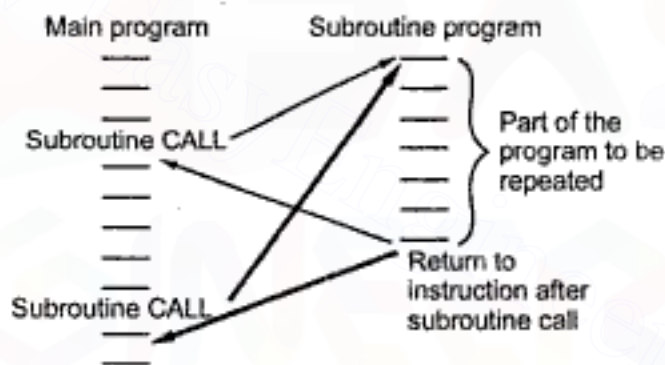 Main program
Subroutine program
Subroutine CALL
Part of the
program to be
repeated
Return to
instruction after
subroutine call
Subroutine CALL